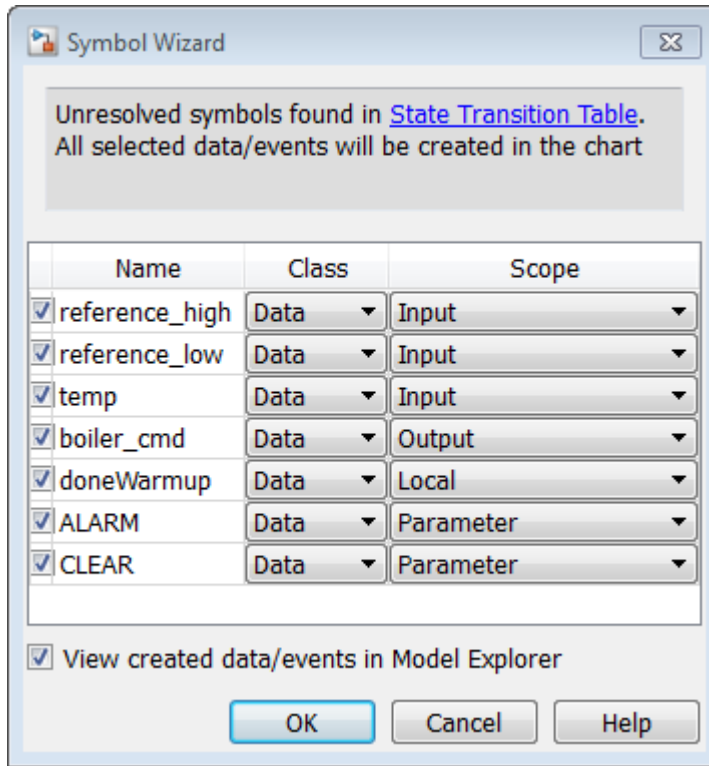 Symbol Wizard
Unresolved symbols found in State Transition Table.
All selected data/events will be created in the chart
Name Class Scope
reference_high Data Input
reference_low Data Input
temp Data Input
boiler_cmd Data Output
doneWarmup Data Local
ALARM Data Parameter
CLEAR Data Parameter
View created data/events in Model Explorer
OK Cancel Help